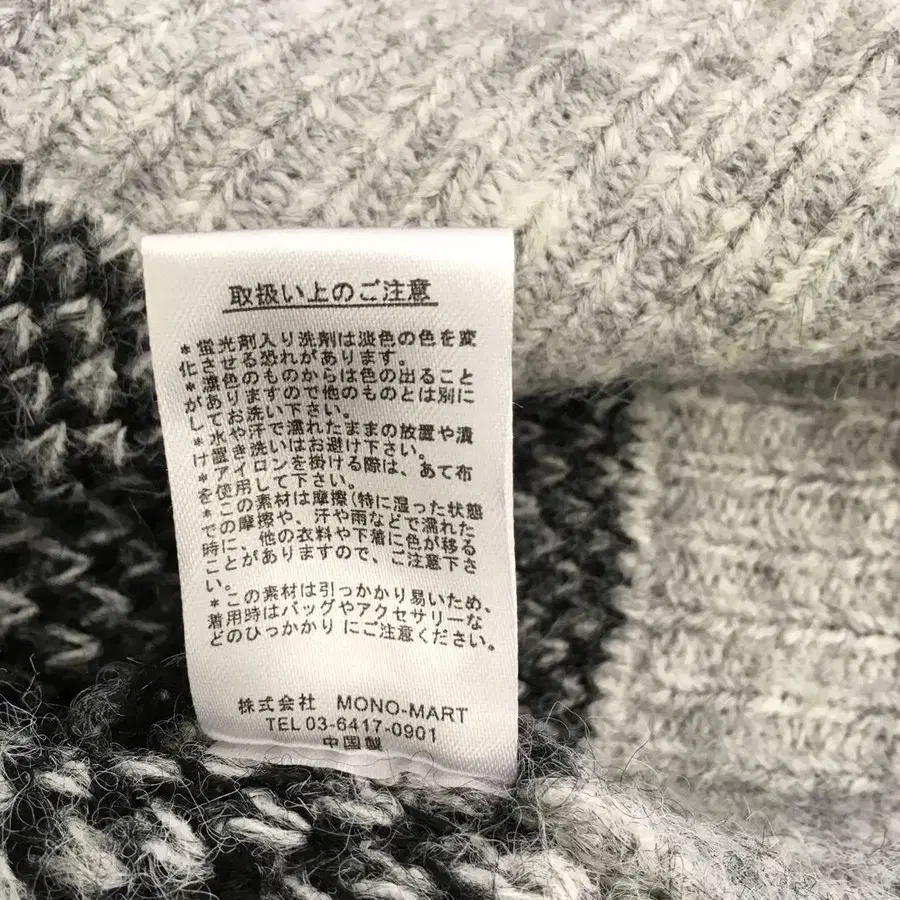 取扱い上のご注意
*蛍光剤入り洗剤は淡色の色を変
化させる恐れがあります。
*濃色のものからは色の出ること
がありますので他のものとは別に
してお洗い下さい。
*水や汗で濡れたままの放置や漬
け置き洗いはお避け下さい。
*アイロンを掛ける際は、あて布
を使用して下さい。
*この素材は摩擦(特に湿った状態
での摩擦や、汗や雨などで濡れた
時に、他の衣料や下着に色が移る
ことがありますので、ご注意下さ
い。
*この素材は引っかかり易いため、
着用時はバッグやアクセサリーな
どのひっかかりにご注意ください。
株式会社 MONO-MART
TEL 03-6417-0901
中国製